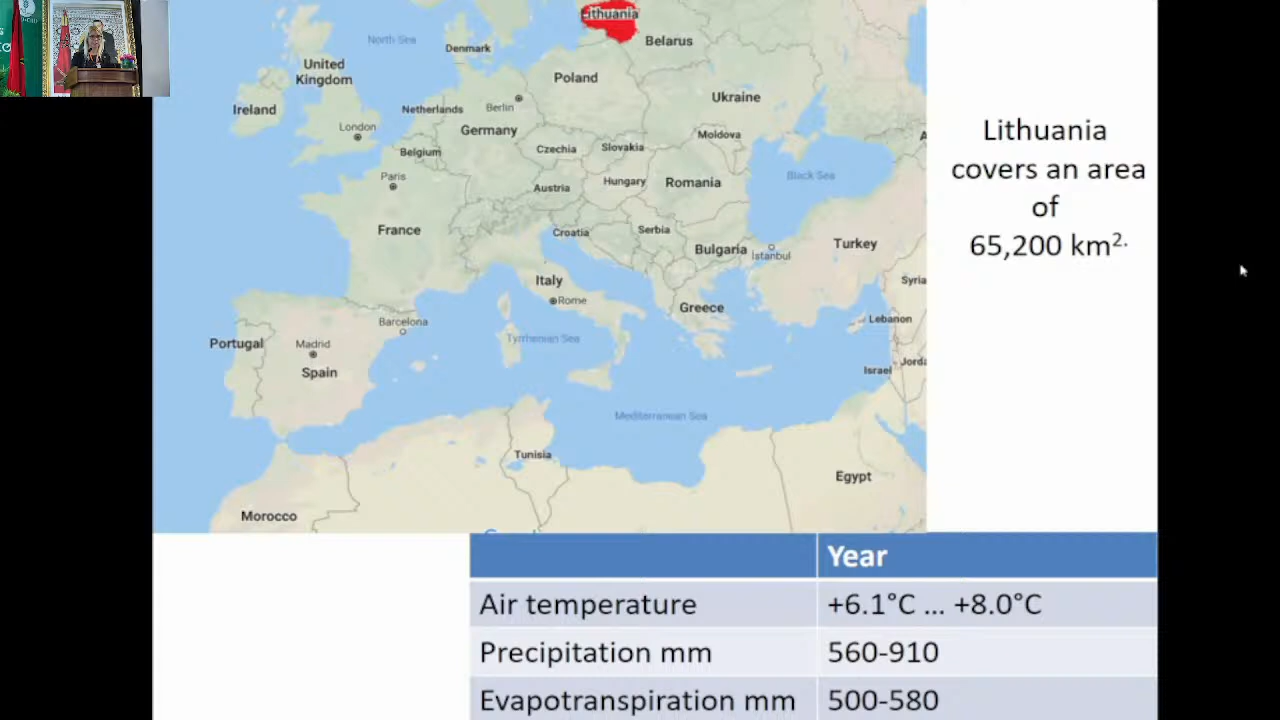 Lithuania
North Sea
Denmark
Belarus
United
Kingdom
Poland
Ireland
Netherlands
Berlin
Ukraine
London
Germany
Moldova
Belgium
Czechia
Slovakia
Paris
Austria
Hungary
Romania
Black Sea
France
Croatia
Serbia
Bulgaria
Istanbul
Turkey
Italy
Rome
Greece
Syria
Barcelona
Lebanon
Portugal
Madrid
Tyrrhenian Sea
Spain
Israel
Jorda
Mediterranean Sea
Tunisia
Egypt
Morocco
Lithuania
covers an area
of
65,200 km²·
Year
Air temperature +6.1°C ... +8.0°C
Precipitation mm 560-910
Evapotranspiration mm 500-580